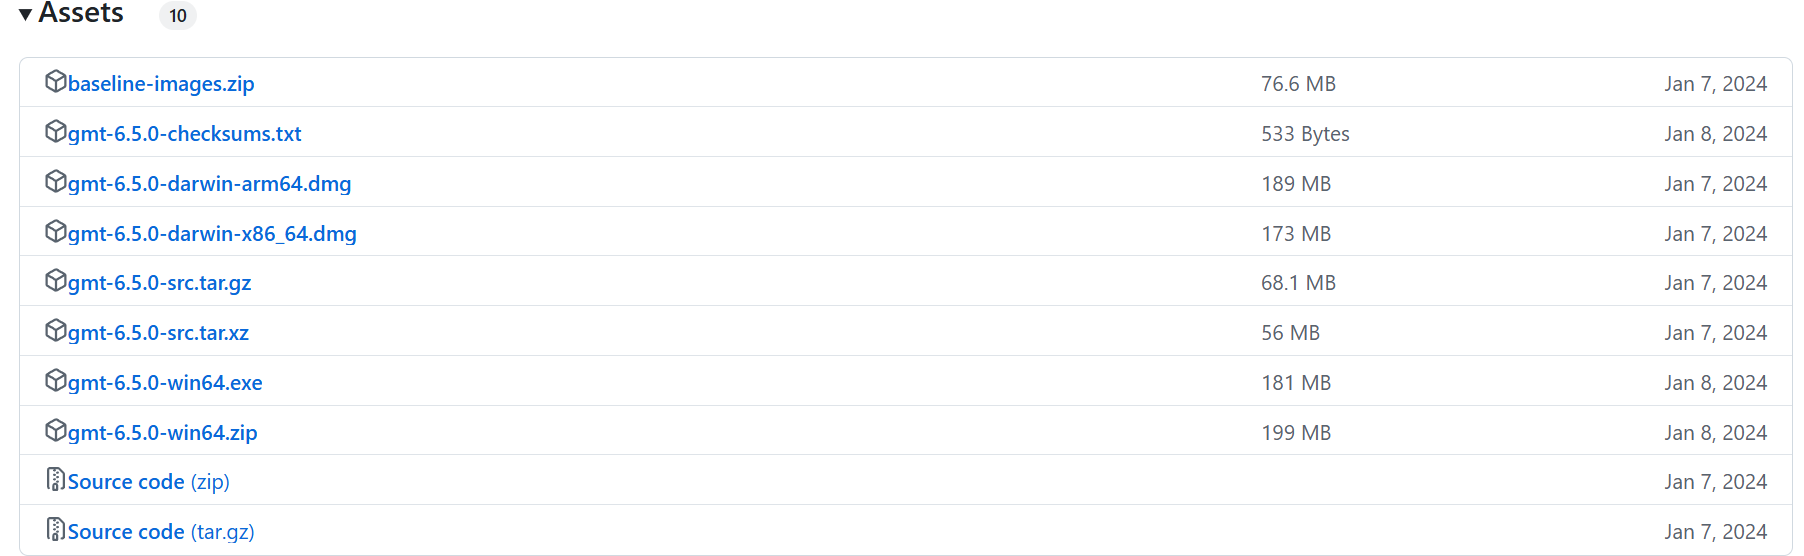 Assets 10
baseline-images.zip 76.6 MB Jan 7, 2024
gmt-6.5.0-checksums.txt 533 Bytes Jan 8, 2024
gmt-6.5.0-darwin-arm64.dmg 189 MB Jan 7, 2024
gmt-6.5.0-darwin-x86_64.dmg 173 MB Jan 7, 2024
gmt-6.5.0-src.tar.gz 68.1 MB Jan 7, 2024
gmt-6.5.0-src.tar.xz 56 MB Jan 7, 2024
gmt-6.5.0-win64.exe 181 MB Jan 8, 2024
gmt-6.5.0-win64.zip 199 MB Jan 8, 2024
Source code (zip) Jan 7, 2024
Source code (tar.gz) Jan 7, 2024